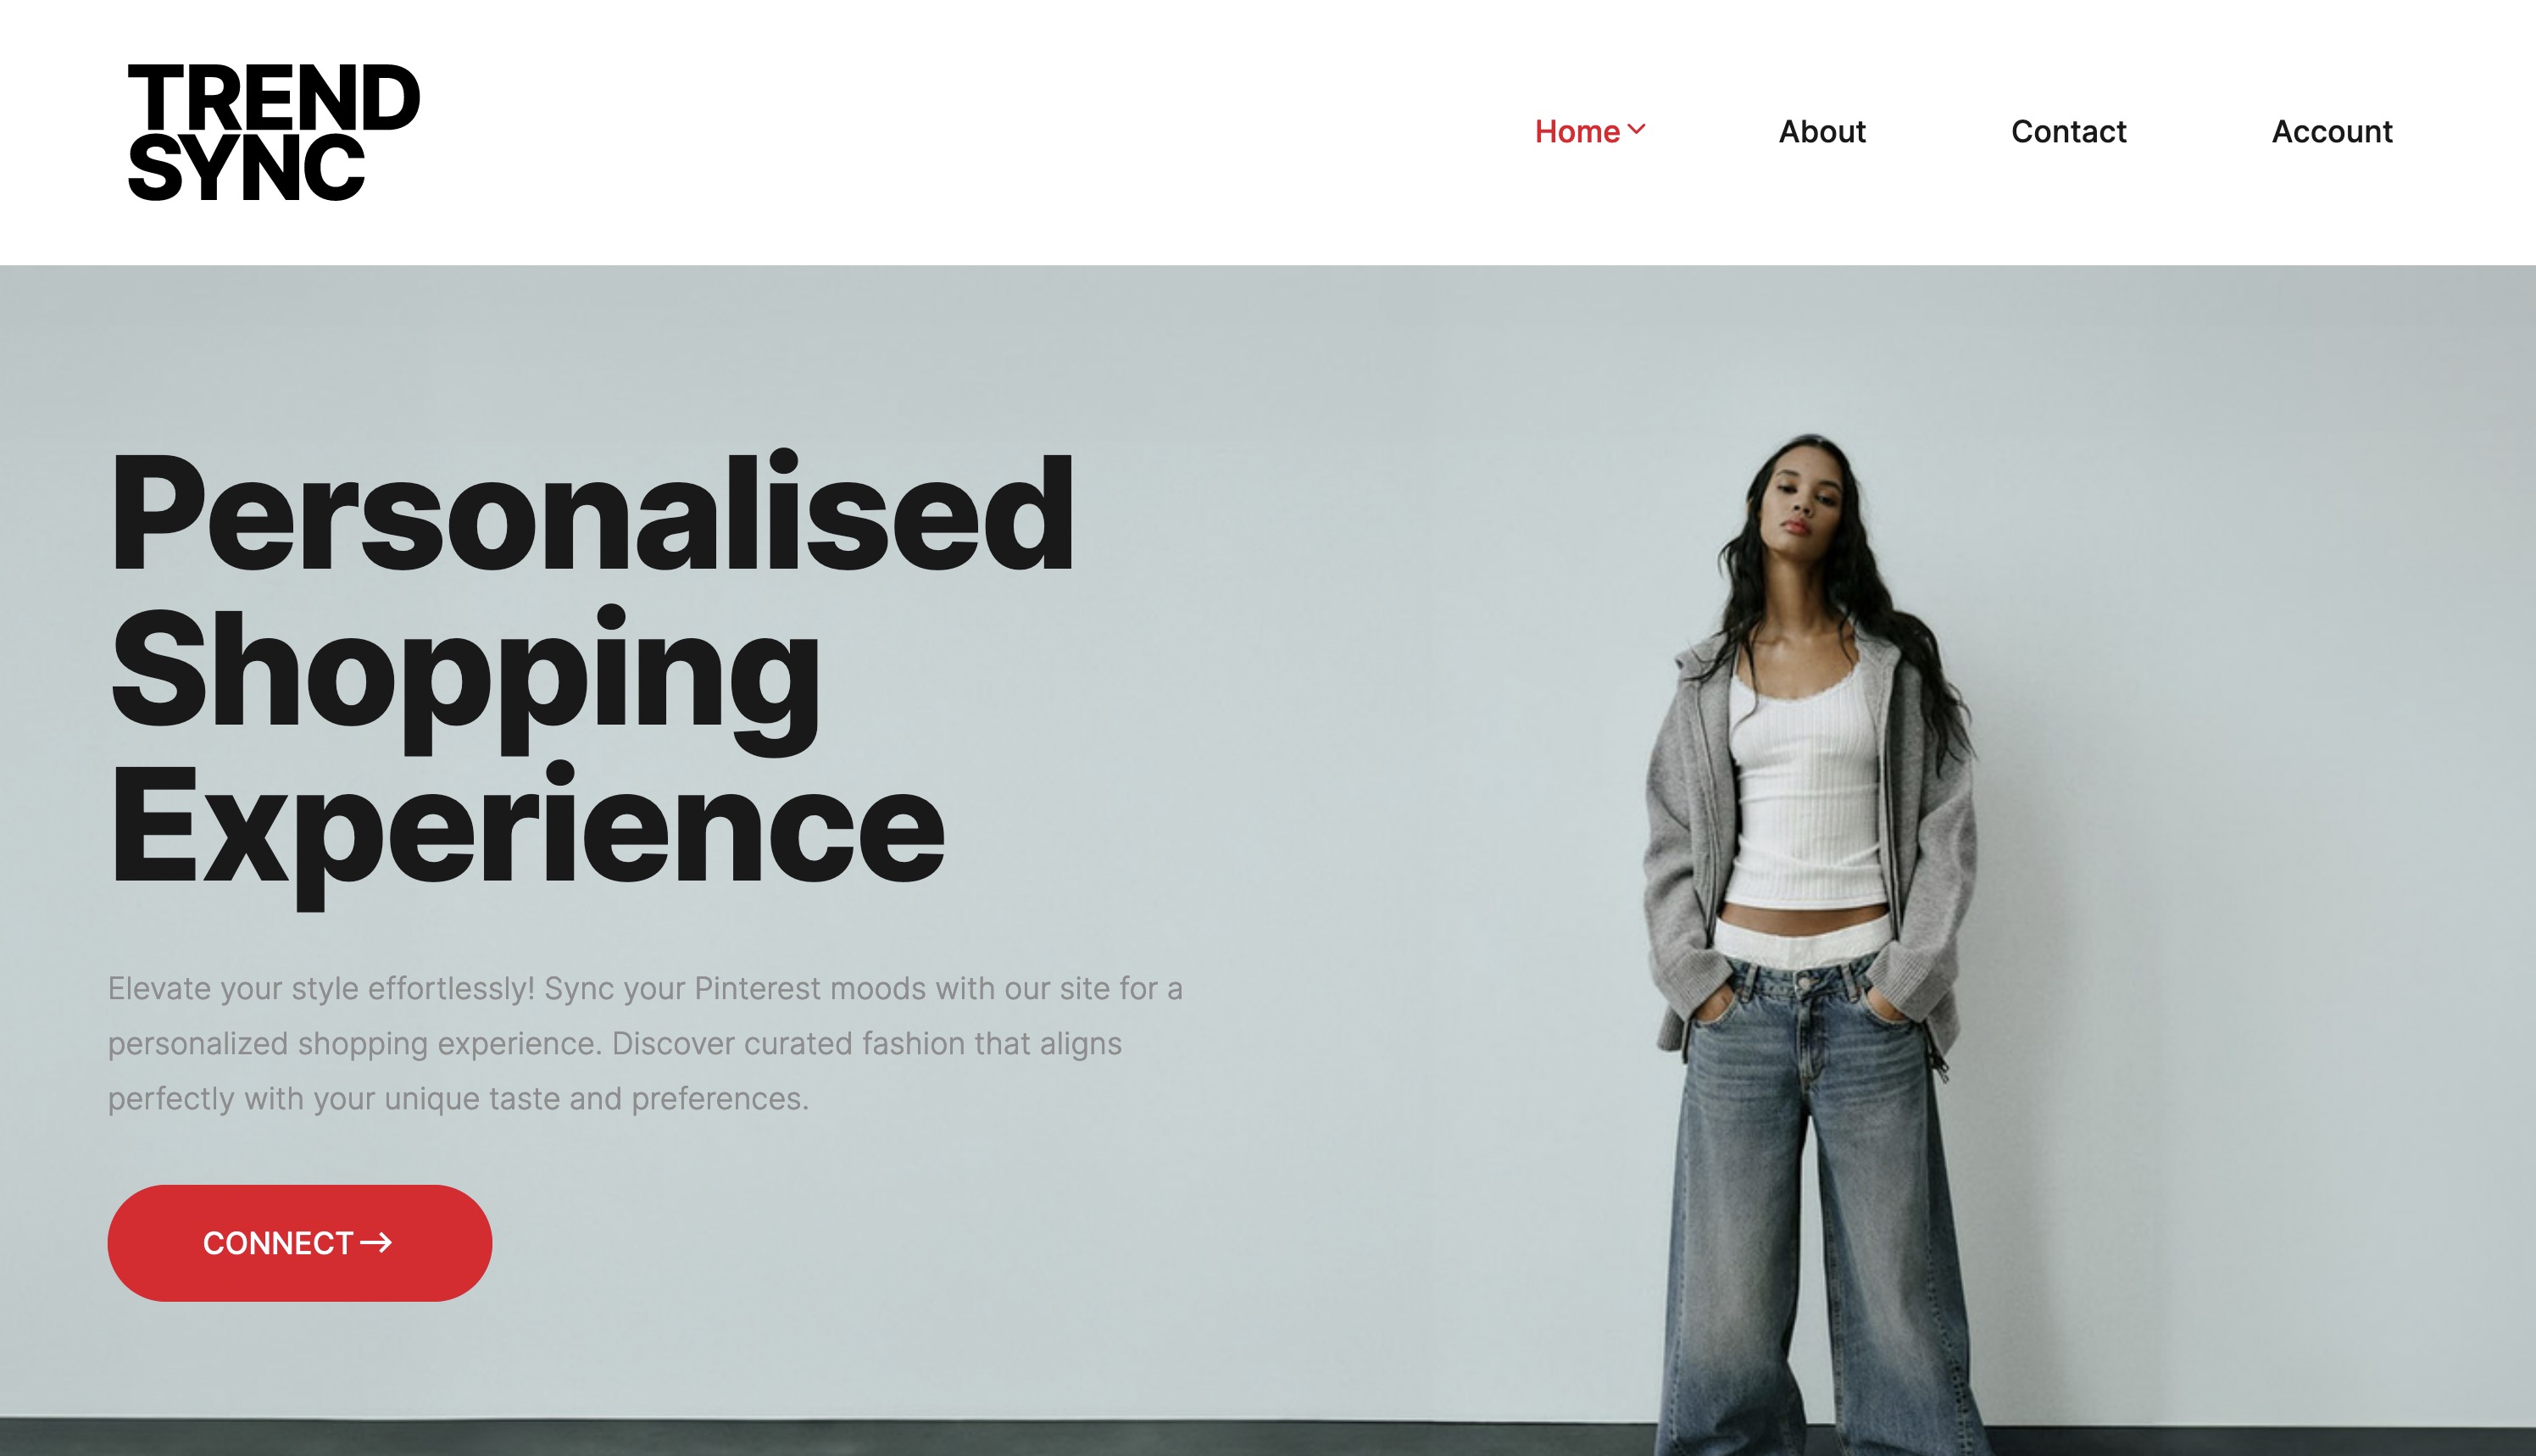 TREND
SYNC
Home
About
Contact
Account
Personalised
Shopping
Experience
Elevate your style effortlessly! Sync your Pinterest moods with our site for a
personalized shopping experience. Discover curated fashion that aligns
perfectly with your unique taste and preferences.
CONNECT →